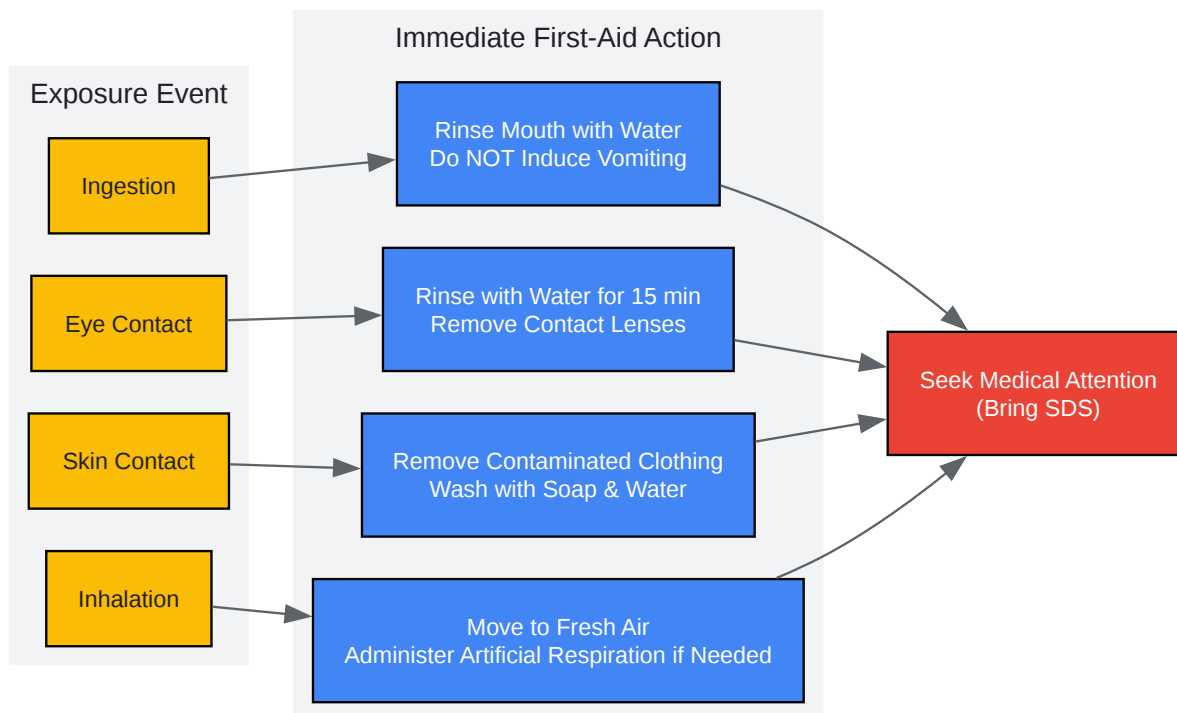 Immediate First-Aid Action
Exposure Event
Ingestion
Rinse Mouth with Water
Do NOT Induce Vomiting
Eye Contact
Rinse with Water for 15 min
Remove Contact Lenses
Skin Contact
Remove Contaminated Clothing
Wash with Soap & Water
Inhalation
Move to Fresh Air
Administer Artificial Respiration if Needed
Seek Medical Attention
(Bring SDS)